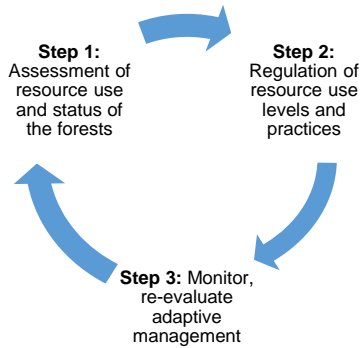 Step 1:
Assessment of
resource use
and status of
the forests
Step 2:
Regulation of
resource use
levels and
practices
Step 3: Monitor,
re-evaluate
adaptive
management